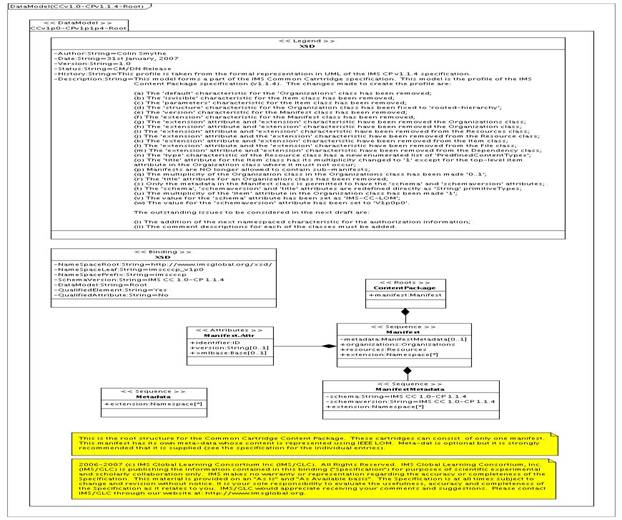 DataModel(CCv1.0-CPv1.1.4-Root)
<< DataModel >>
CCv1p0-CPv1p1p4-Root
<< Legend >>
XSD
-Author:String=Colin Smythe
-Date:String=31st January, 2007
-Version:String=1.0
-Status:String=CM/DN Release
-History:String=This profile is taken from the formal representation in UML of the IMS CP v1.1.4 specification.
-Description:String=This model forms a part of the IMS Common Cartridge specification. This model is the profile of the IMS
Content Package specification (v1.1.4). The changes made to create the profile are:
(a) The 'default' characteristic for the 'Organizations' class has been removed;
(b) The 'isvisible' characteristic for the Item class has been removed;
(c) The 'parameters' characteristic for the Item class has been removed;
(d) The 'structure' characteristic for the Organization class has been fixed to 'rooted-hierarchy';
(e) The 'version' characteristic for the Manifest class has been removed;
(f) The 'extension' characteristic for the Manifest class has been removed;
(g) The 'extension' attribute and 'extension' characteristic have been removed the Organizations class;
(h) The 'extension' attribute and 'extension' characteristic have been removed the Organization class;
(i) The 'extension' attribute and 'extension' characteristic have been removed from the Resources class;
(j) The 'extension' attribute and the 'extension' characteristic have been removed from the Resource class;
(k) The 'extension' attribute and the 'extension' characteristic have been removed from the Item class;
(l) The 'extension' attribute and the 'extension' characteristic have been removed from the File class;
(m) The 'extension' attribute and 'extension' characteristic have been removed from the Dependency class;
(n) The 'type' characteristic of the Resource class has a new enumerated list of 'PredefinedContentTypes';
(o) The 'title' attribute for the Item class has its multiplicity changed to '1' except for the top-level item
attribute in the Organization class where it must not occur;
(p) Manifests are NO longer allowed to contain sub-manifests;
(q) The multiplicity of the Organization class in the Organizations class has been made '0..1';
(r) The 'title' attribute for an Organization class has been removed;
(s) Only the metadata in the Manifest class is permitted to have the 'schema' and 'schemaversion' attributes;
(t) The 'schema', 'schemaversion' and 'title' attributes are redefined directly as 'String' primitiveTypes;
(u) The multiplicity of the 'item' attribute in the Organization class has been made '1';
(v) The value for the 'schema' attribute has been set as 'IMS-CC-LOM';
(w) The value for the 'schemaversion' attribute has been set to 'V1p0p0'.
The outstanding issues to be considered in the next draft are:
(i) The addition of the next namespaced characteristic for the authorization information;
(ii) The comment descriptions for each of the classes must be added.
<< Binding >>
XSD
-NameSpaceRoot:String=http://www.imsglobal.org/xsd/
-NameSpaceLeaf:String=imscccp_v1p0
-NameSpacePrefix:String=imscccp
-SchemaVersion:String=IMS CC 1.0-CP 1.1.4
-DataModel:String=Root
-QualifiedElement:String=Yes
-QualifiedAttribute:String=No
<< Roots >>
ContentPackage
+manifest:Manifest
<< Attributes >>
Manifest.Attr
+identifier:ID
+version:String[0..1]
+xmlbase:Base[0..1]
<< Sequence >>
Manifest
-metadata:ManifestMetadata[0..1]
+organizations:Organizations
+resources:Resources
+extension:Namespace[*]
<< Sequence >>
Metadata
+extension:Namespace[*]
<< Sequence >>
ManifestMetadata
-schema:String=IMS CC 1.0-CP 1.1.4
-schemaversion:String=IMS CC 1.0-CP 1.1.4
+extension:Namespace[*]
This is the root structure for the Common Cartridge Content Package. These cartridges can consist of only one manifest.
This manifest has its own meta-data whose content is represented using IEEE LOM. Meta-dat is optional but it is strongly
recommended that it is supplied (see the specification for the individual entries).
2006-2007 (c) IMS Global Learning Consortium Inc (IMS/GLC). All Rights Reserved. IMS Global Learning Consortium, Inc.
(IMS/GLC) is publishing the information contained in this binding ("Specification") for purposes of scientific experimental
and scholarly collaboration only. IMS makes no warranty or representation regarding the accuracy or completeness of the
Specification. This material is provided on an "As Is" and "As Available basis". The Specification is at all times subject to
change and revision without notice. It is your sole responsibility to evaluate the usefulness, accuracy and completeness of
the Specification as it relates to you. IMS/GLC would appreciate receiving your comments and suggestions. Please contact
IMS/GLC through our website at: http://www.imsglobal.org.